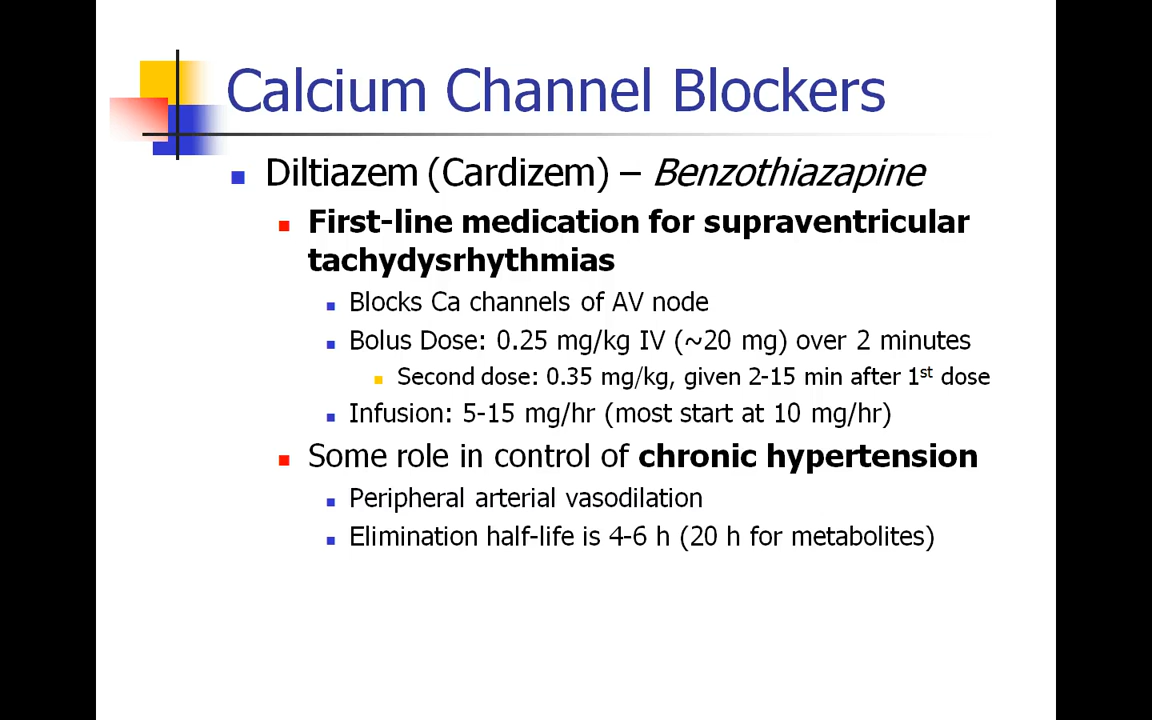 Calcium Channel Blockers
Diltiazem (Cardizem) – Benzothiazapine
First-line medication for supraventricular
tachydysrhythmias
Blocks Ca channels of AV node
Bolus Dose: 0.25 mg/kg IV (~20 mg) over 2 minutes
Second dose: 0.35 mg/kg, given 2-15 min after 1st dose
Infusion: 5-15 mg/hr (most start at 10 mg/hr)
Some role in control of chronic hypertension
Peripheral arterial vasodilation
Elimination half-life is 4-6 h (20 h for metabolites)